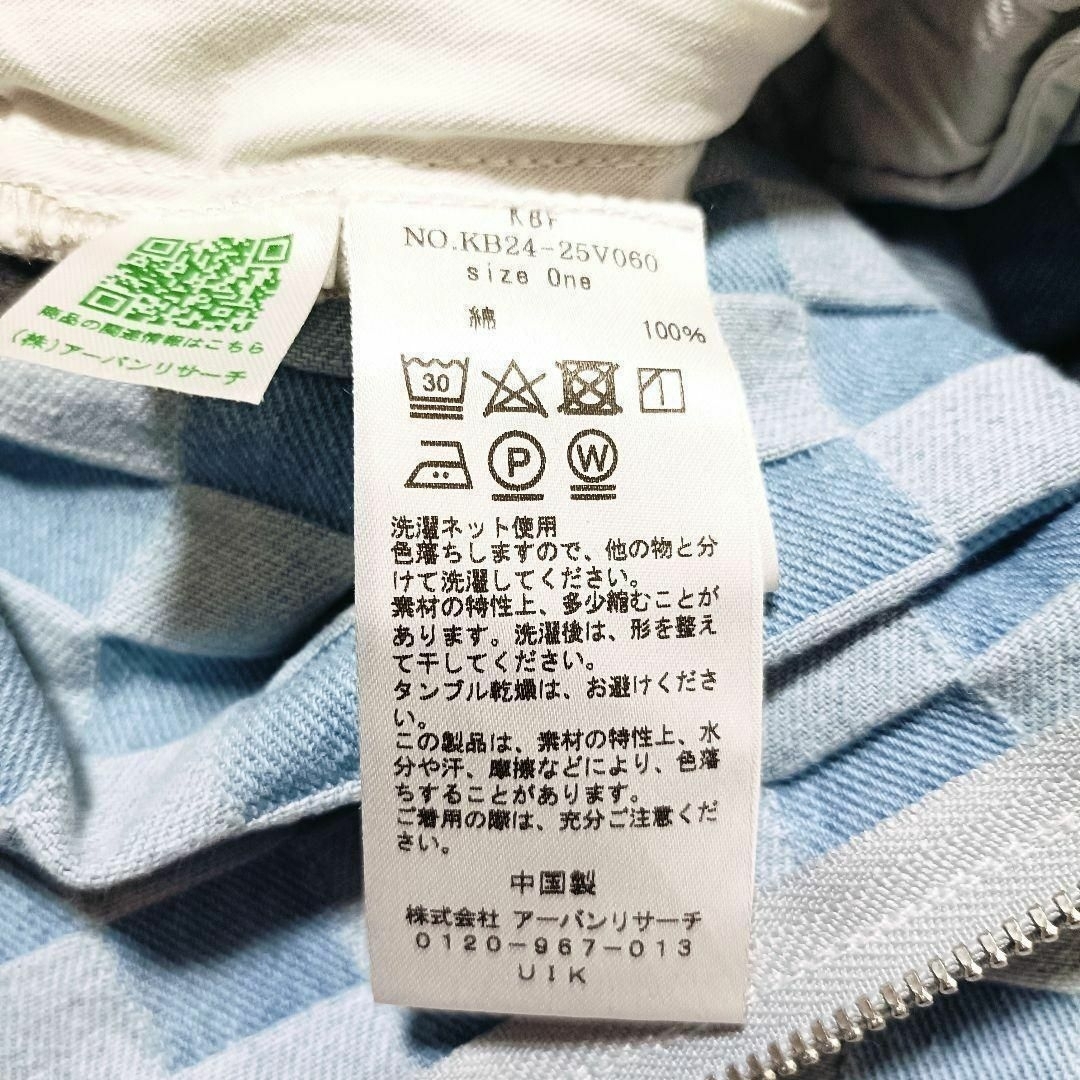 KBF
NO.KB24-25V060
size One
綿 100%
30
P
W
洗濯ネット使用
色落ちしますので、他の物と分
けて洗濯してください。
素材の特性上、多少縮むことが
あります。洗濯後は、形を整え
て干してください。
タンブル乾燥は、お避けくださ
い。
この製品は、素材の特性上、水
分や汗、摩擦などにより、色落
ちすることがあります。
ご着用の際は、充分ご注意くだ
さい。
中国製
株式会社 アーバンリサーチ
0120-967-013
UIK
商品の関連情報はこちら
(株)アーバンリサーチ